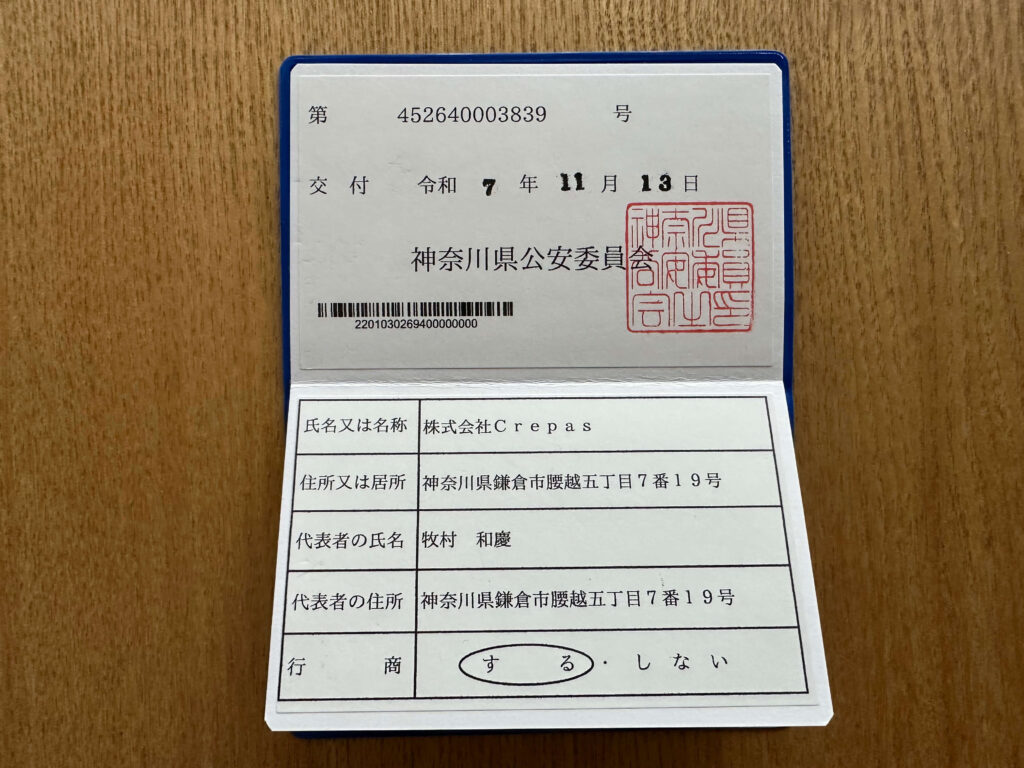 第 452640003839 号
交 付 令和 7 年 11 月 13 日
神奈川県公安委員会
2201030269400000000
氏名又は名称 株式会社Ｃｒｅｐａｓ
住所又は居所 神奈川県鎌倉市腰越五丁目７番１９号
代表者の氏名 牧村　和慶
代表者の住所 神奈川県鎌倉市腰越五丁目７番１９号
行 商 す る ・ し な い